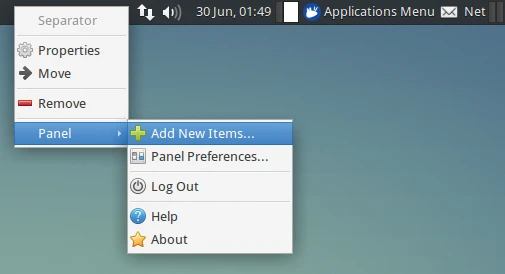 Separator
30 Jun, 01:49
Applications Menu
Net
Properties
Move
Remove
Panel
Add New Items...
Panel Preferences...
Log Out
Help
About